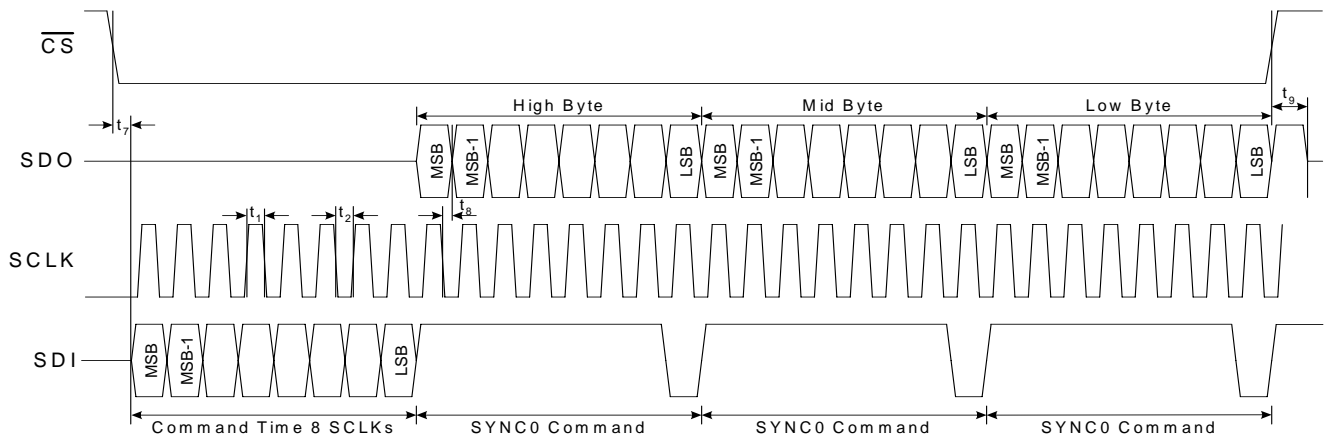 CS
High Byte
Mid Byte
Low Byte
t9
t7
SDO
MSB
MSB-1
LSB
MSB
MSB-1
LSB
MSB
MSB-1
LSB
t1
t2
t8
SCLK
SDI
MSB
MSB-1
LSB
Command Time 8 SCLKs
SYNC0 Command
SYNC0 Command
SYNC0 Command